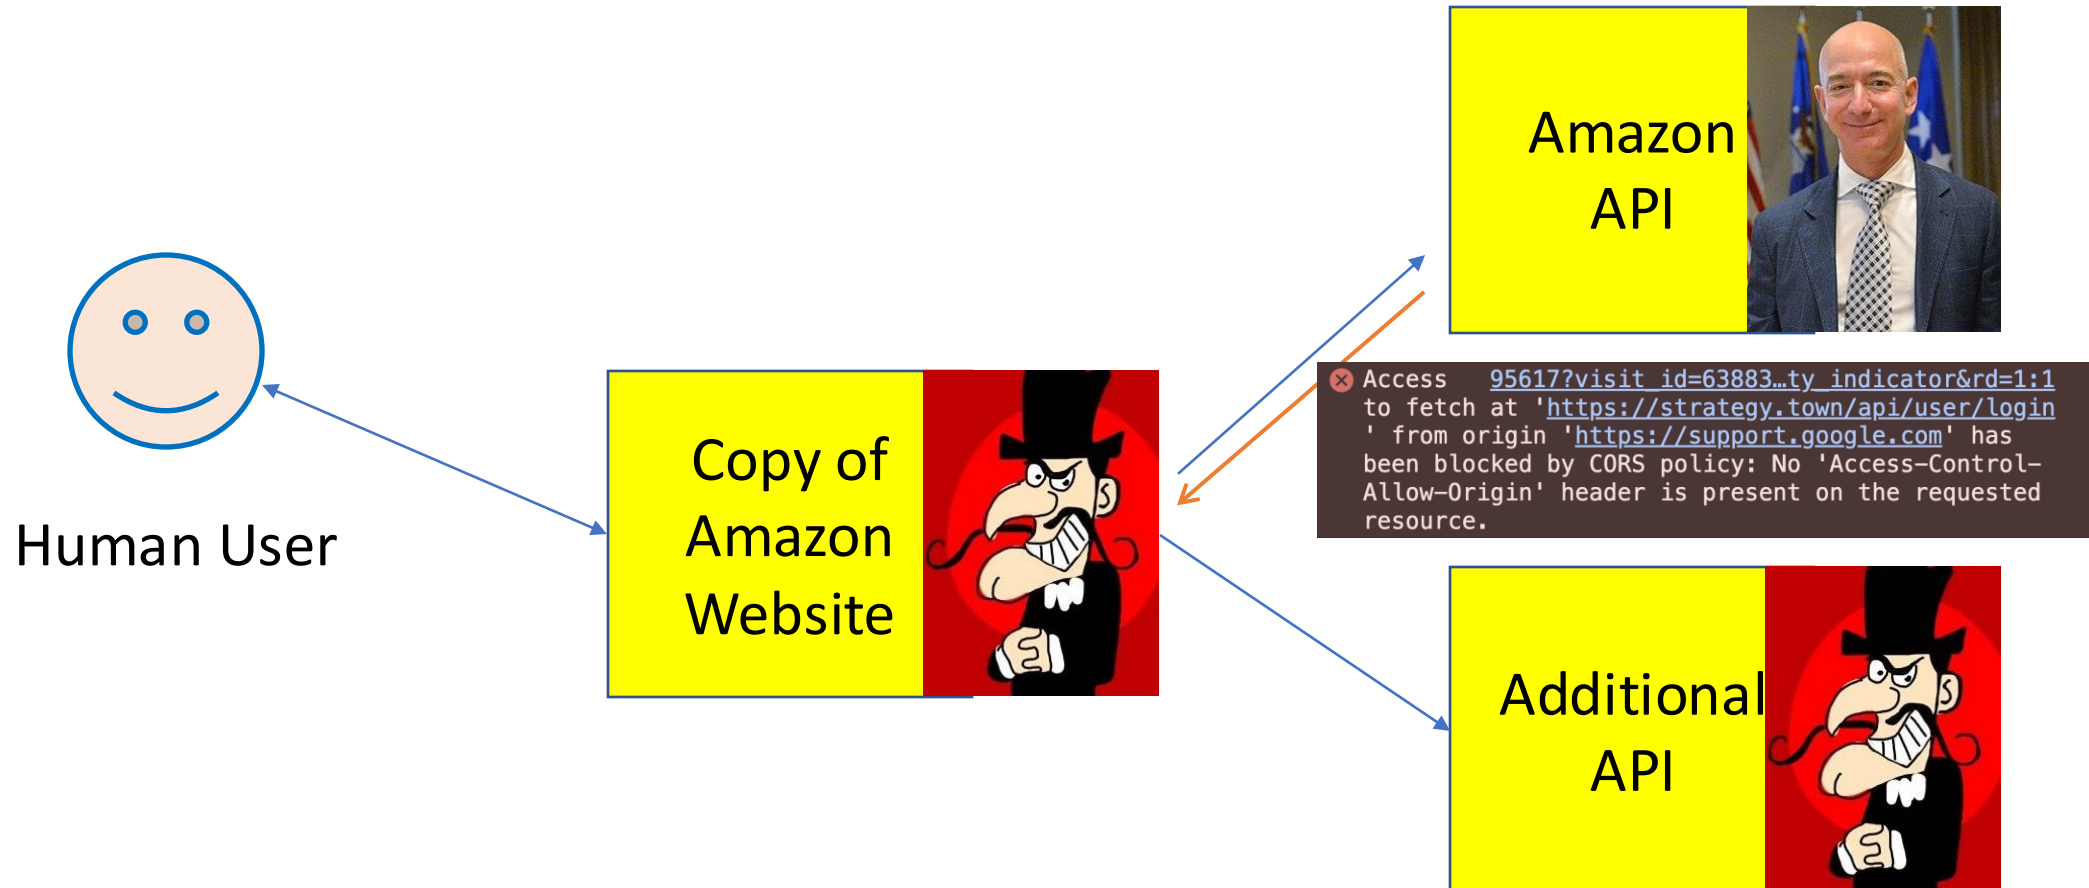 Amazon
API
Access 95617?visit_id=63883…ty_indicator&rd=1:1
to fetch at 'https://strategy.town/api/user/login
' from origin 'https://support.google.com' has
been blocked by CORS policy: No 'Access-Control-
Allow-Origin' header is present on the requested
resource.
Human User
Copy of
Amazon
Website
Additional
API